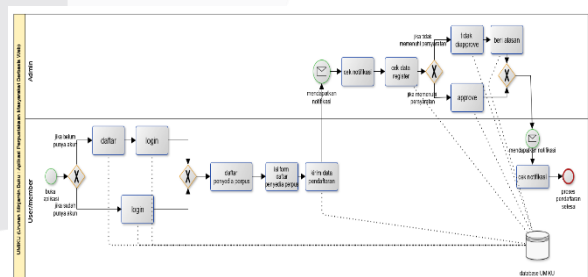 Admin
User/member
buka
aplikasi
jika belum
punya akun
jika sudah
punya akun
daftar
login
login
daftar
penyedia perpus
isi form
daftar
penyedia perpus
kirim data
pendaftaran
mendapatkan
notifikasi
cek notifikasi
cek data
register
jika tidak
memenuhi persyaratan
jika memenuhi
persyaratan
tidak
diapprove
beri alasan
approve
mendapatkan notifikasi
cek notifikasi
proses
pendaftaran
selesai
database UMKU